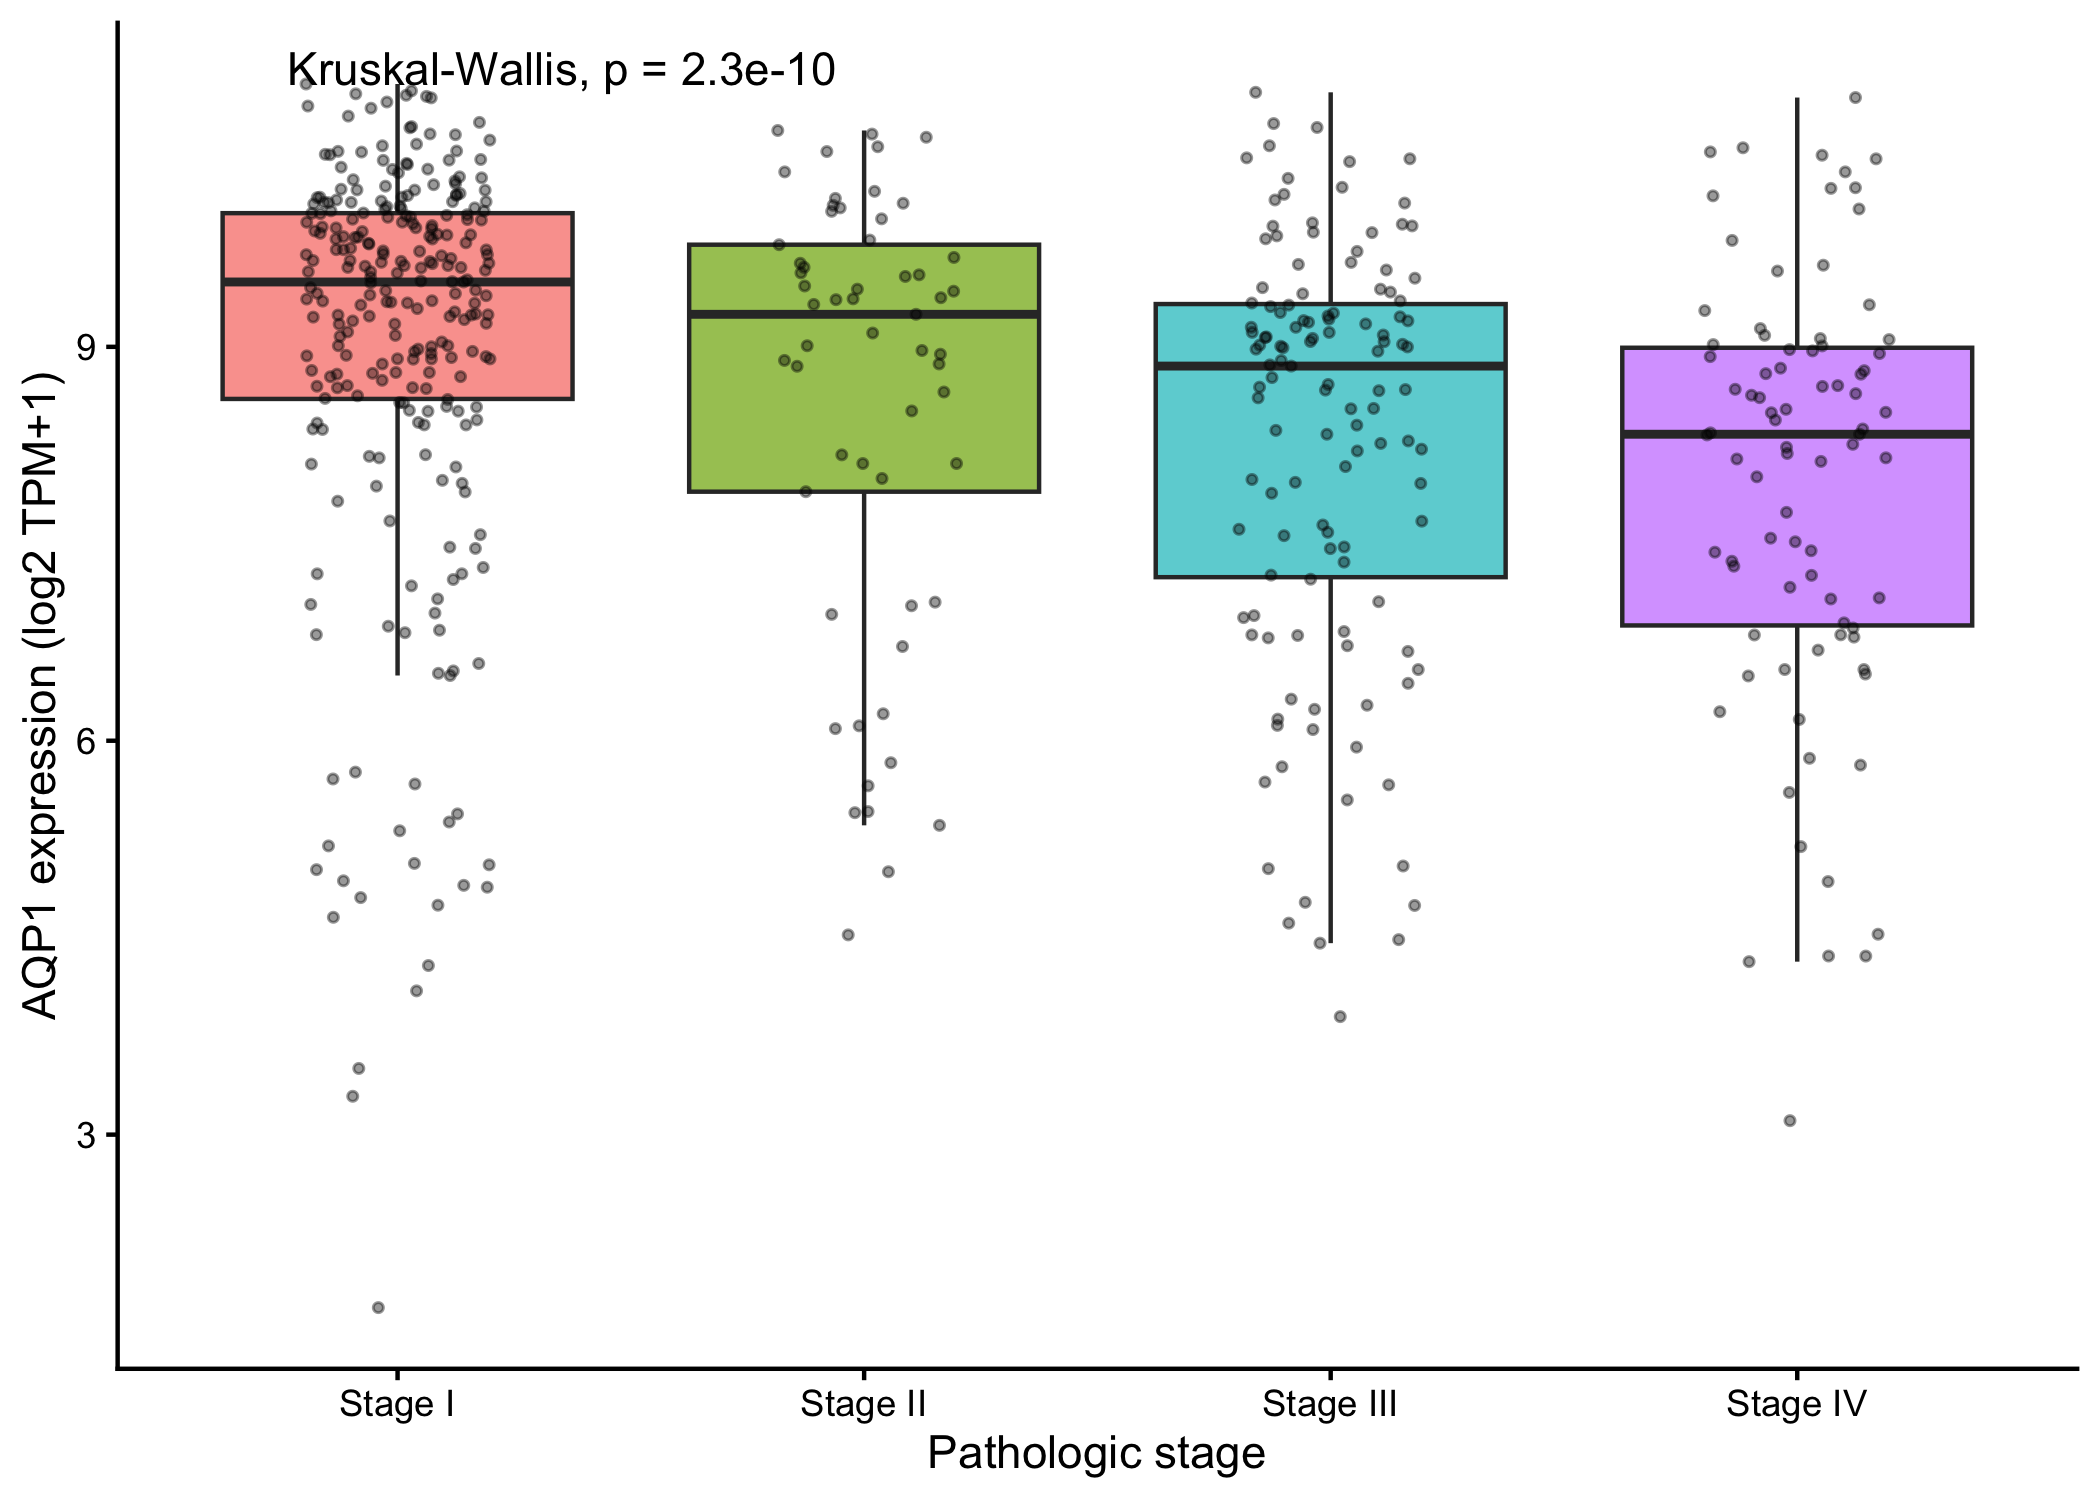 Kruskal-Wallis, p = 2.3e-10
AQP1 expression (log2 TPM+1)
9
6
3
Stage I
Stage II
Stage III
Stage IV
Pathologic stage